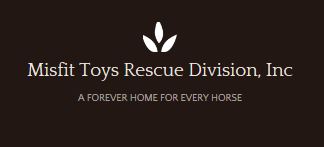 Misfit Toys Rescue Division, Inc
A FOREVER HOME FOR EVERY HORSE